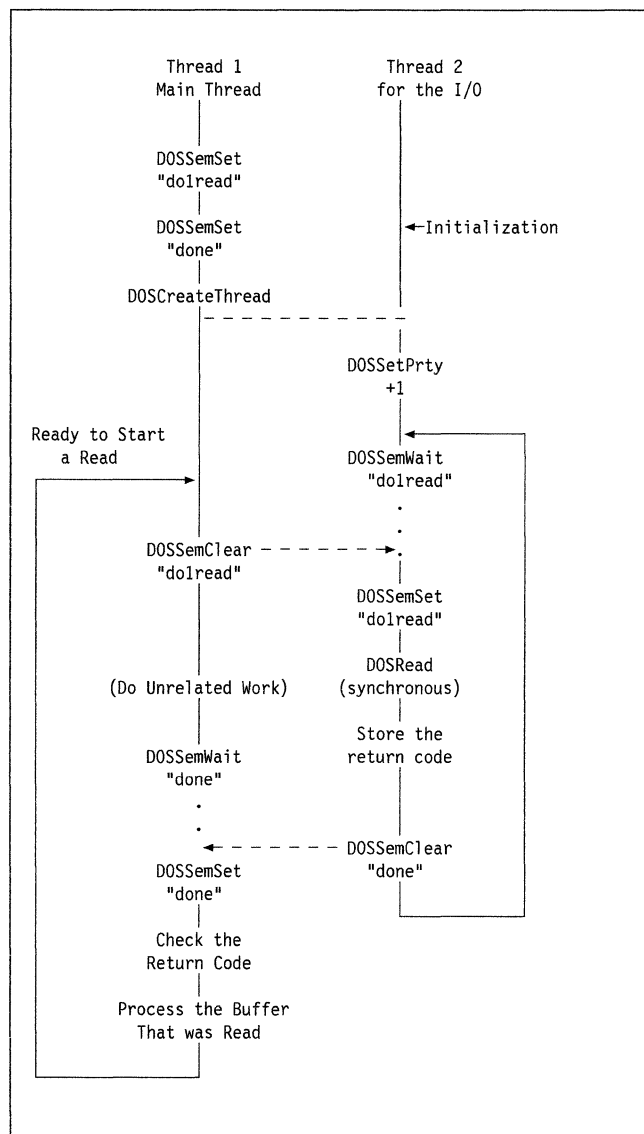 Thread 1
Main Thread
Thread 2
for the I/O
DOSSemSet
"do1read"
DOSSemSet
"done"
Initialization
DOSCreateThread
DOSSetPrty
+1
Ready to Start
a Read
DOSSemWait
"do1read"
.
.
.
DOSSemClear
"do1read"
DOSSemSet
"do1read"
(Do Unrelated Work)
DOSRead
(synchronous)
Store the
return code
DOSSemWait
"done"
.
.
DOSSemClear
"done"
DOSSemSet
"done"
Check the
Return Code
Process the Buffer
That was Read